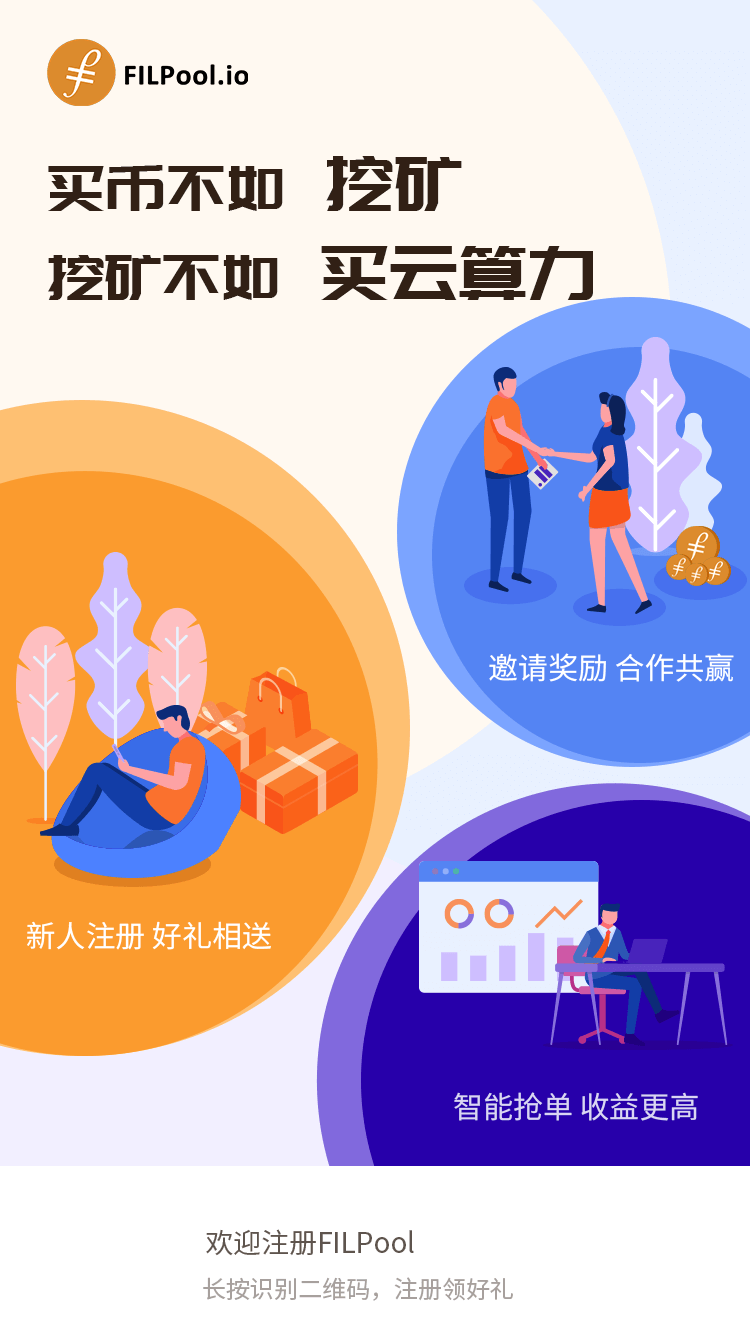 FILPool.io
买币不如 挖矿
挖矿不如 买云算力
邀请奖励 合作共赢
新人注册 好礼相送
智能抢单 收益更高
欢迎注册FILPool
长按识别二维码，注册领好礼